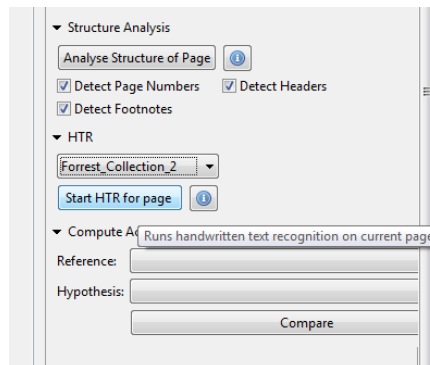 Structure Analysis
Analyse Structure of Page
Detect Page Numbers Detect Headers
Detect Footnotes
HTR
Forrest_Collection_2
Start HTR for page
Compute
Runs handwritten text recognition on current page
Reference:
Hypothesis:
Compare